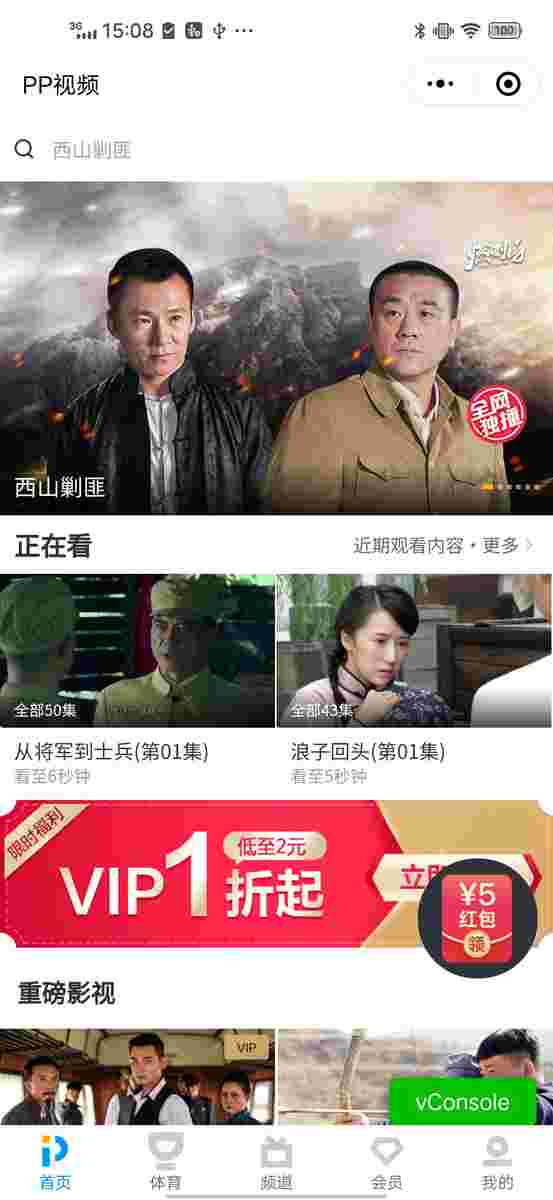 3G 15:08 100
PP视频
西山剿匪
全网
独播
西山剿匪
正在看
近期观看内容·更多
全部50集
全部43集
从将军到士兵(第01集)
浪子回头(第01集)
看至6秒钟
看至5秒钟
限时福利
VIP1折起
低至2元
¥5
红包
领
重磅影视
VIP
vConsole
首页
体育
频道
会员
我的